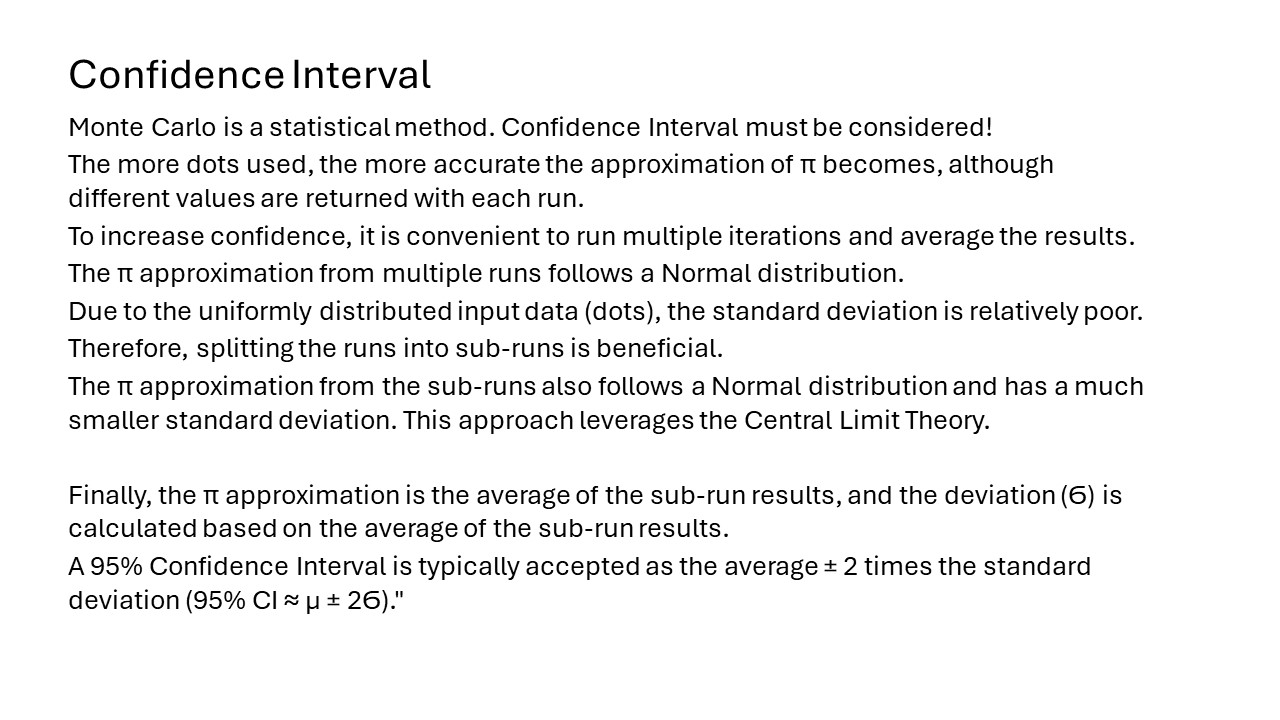 Confidence Interval
Monte Carlo is a statistical method. Confidence Interval must be considered!
The more dots used, the more accurate the approximation of π becomes, although
different values are returned with each run.
To increase confidence, it is convenient to run multiple iterations and average the results.
The π approximation from multiple runs follows a Normal distribution.
Due to the uniformly distributed input data (dots), the standard deviation is relatively poor.
Therefore, splitting the runs into sub-runs is beneficial.
The π approximation from the sub-runs also follows a Normal distribution and has a much
smaller standard deviation. This approach leverages the Central Limit Theory.
Finally, the π approximation is the average of the sub-run results, and the deviation (Ϭ) is
calculated based on the average of the sub-run results.
A 95% Confidence Interval is typically accepted as the average ± 2 times the standard
deviation (95% CI ≈ μ ± 2Ϭ)."